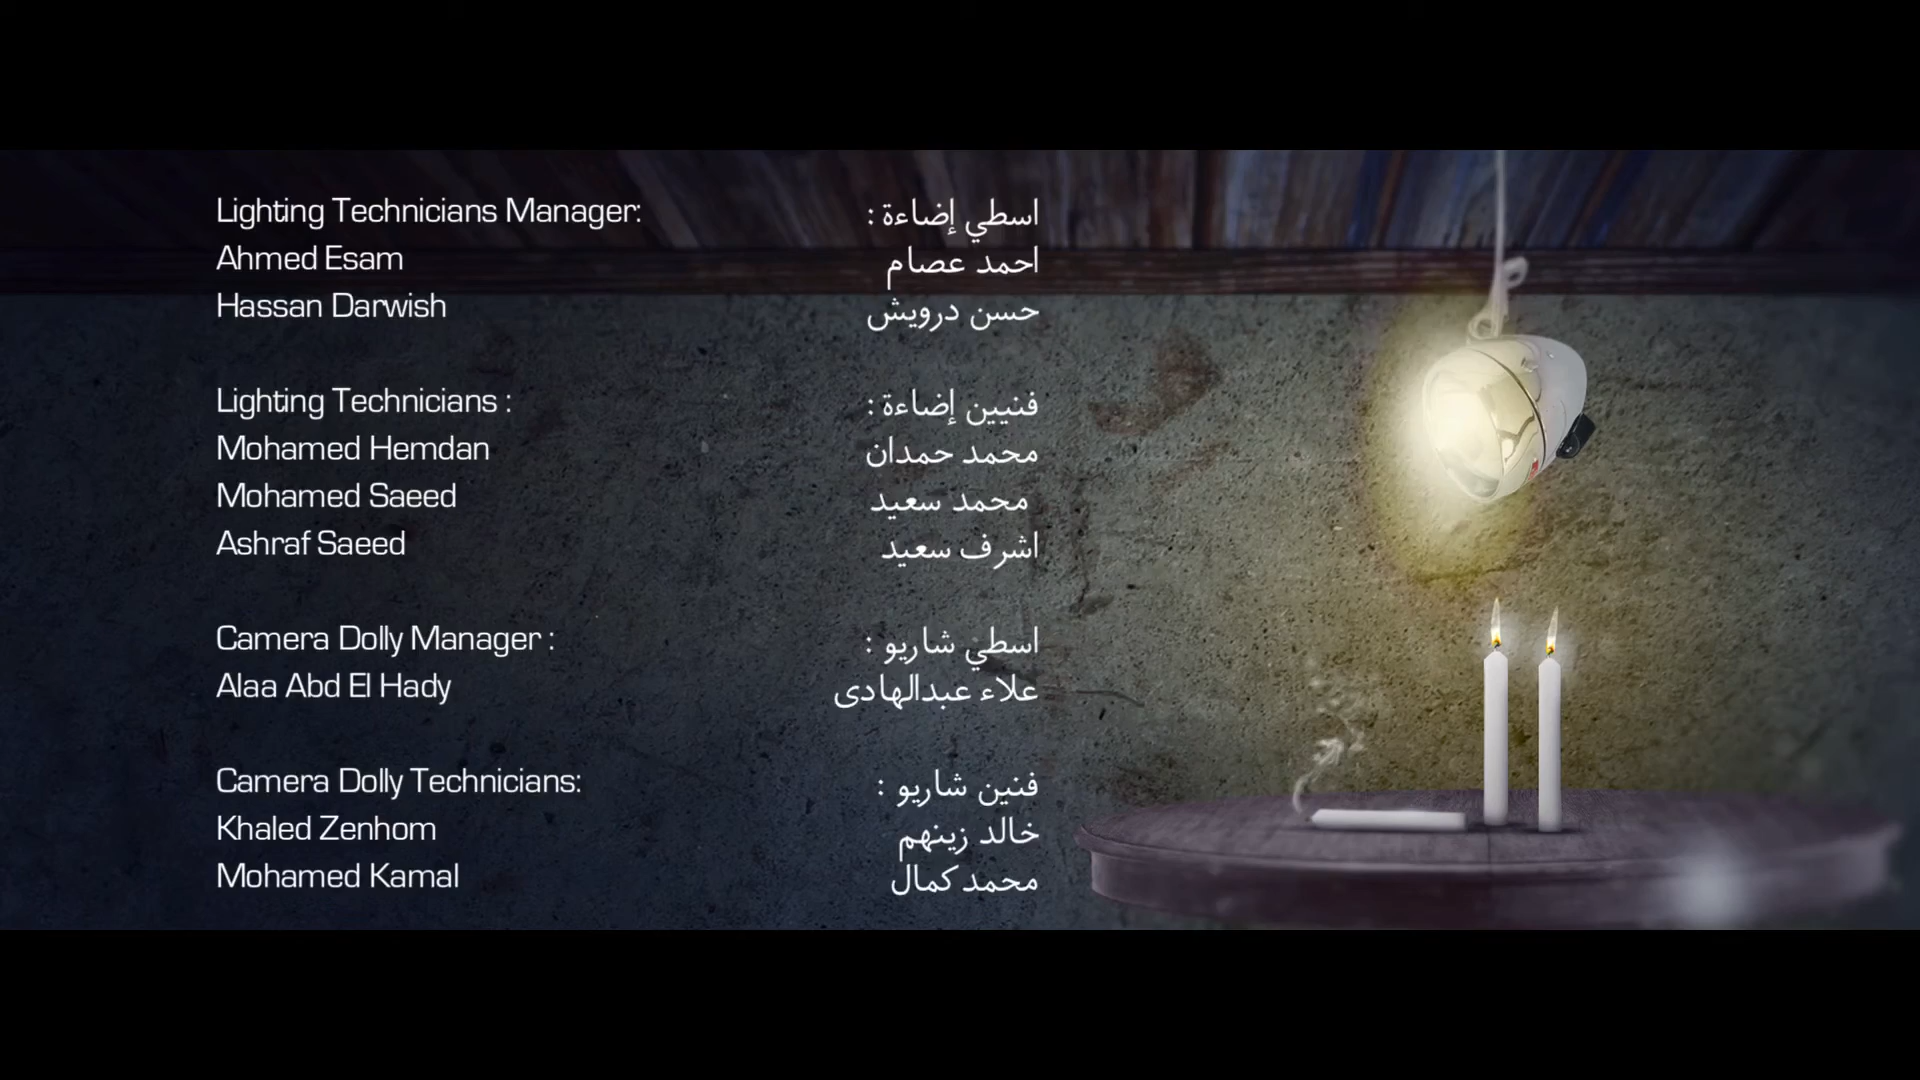 Lighting Technicians Manager:
Ahmed Esam
Hassan Darwish
Lighting Technicians :
Mohamed Hemdan
Mohamed Saeed
Ashraf Saeed
Camera Dolly Manager :
Alaa Abd El Hady
Camera Dolly Technicians:
Khaled Zenhom
Mohamed Kamal
اسطي إضاءة :
احمد عصام
حسن درويش
فنيين إضاءة :
محمد حمدان
محمد سعيد
اشرف سعيد
اسطي شاريو :
علاء عبدالهادى
فنين شاريو :
خالد زينهم
محمد كمال